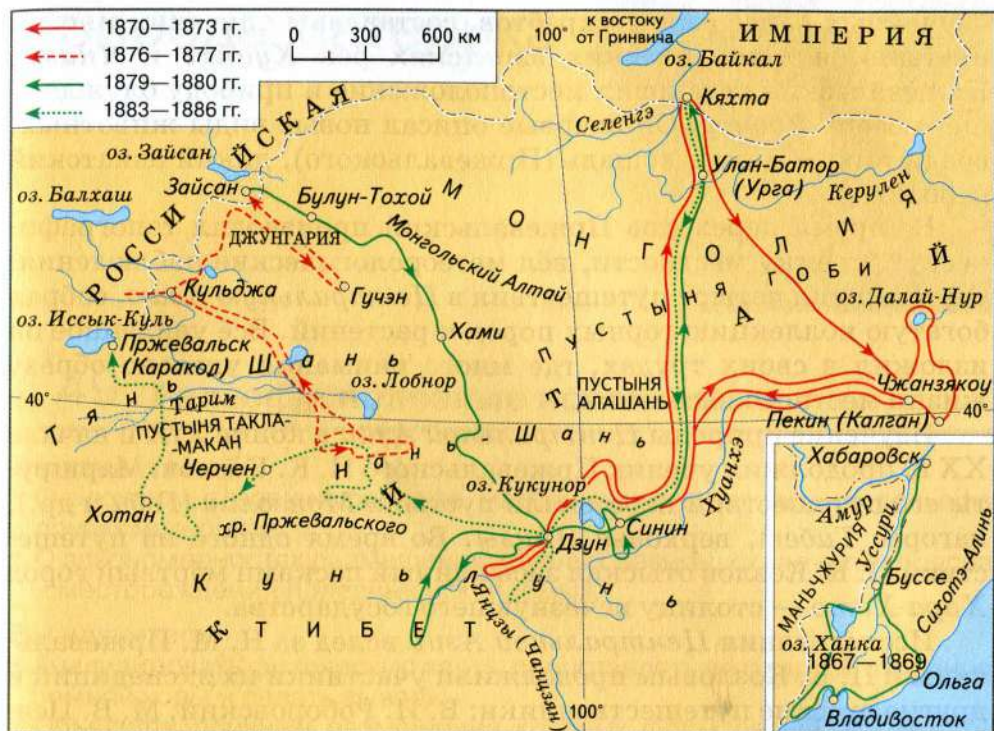 1870—1873 гг.
1876—1877 гг.
1879—1880 гг.
1883—1886 гг.
0 300 600 км
100° к востоку
от Гринвича
РОССИЙСКАЯ ИМПЕРИЯ
оз. Байкал
Кяхта
Селенгэ
Улан-Батор
(Урга)
Керулен
МОНГОЛИЯ
оз. Зайсан
Зайсан
оз. Балхаш
Булун-Тохой
Монгольский Алтай
ДЖУНГАРИЯ
Гучэн
Кульджа
ПУСТЫНЯ ГОБИ
оз. Далай-Нур
оз. Иссык-Куль
Пржевальск
(Каракол)
Хами
Тянь Шань
оз. Лобнор
ПУСТЫНЯ
АЛАШАНЬ
Чжанзякоу
40°
40°
Пекин (Калган)
Тарим
ПУСТЫНЯ ТАКЛА-
МАКАН
Черчен
Нань Шань
Хуанхэ
оз. Кукунор
Синин
Хотан
хр. Пржевальского
Дзун
Куньлунь
ТИБЕТ
Янцзы (Чанцзян)
100°
Хабаровск
Амур
МАНЬЧЖУРИЯ
Уссури
Буссе
Сихотэ-Алинь
оз. Ханка
1867—1869
Ольга
Владивосток